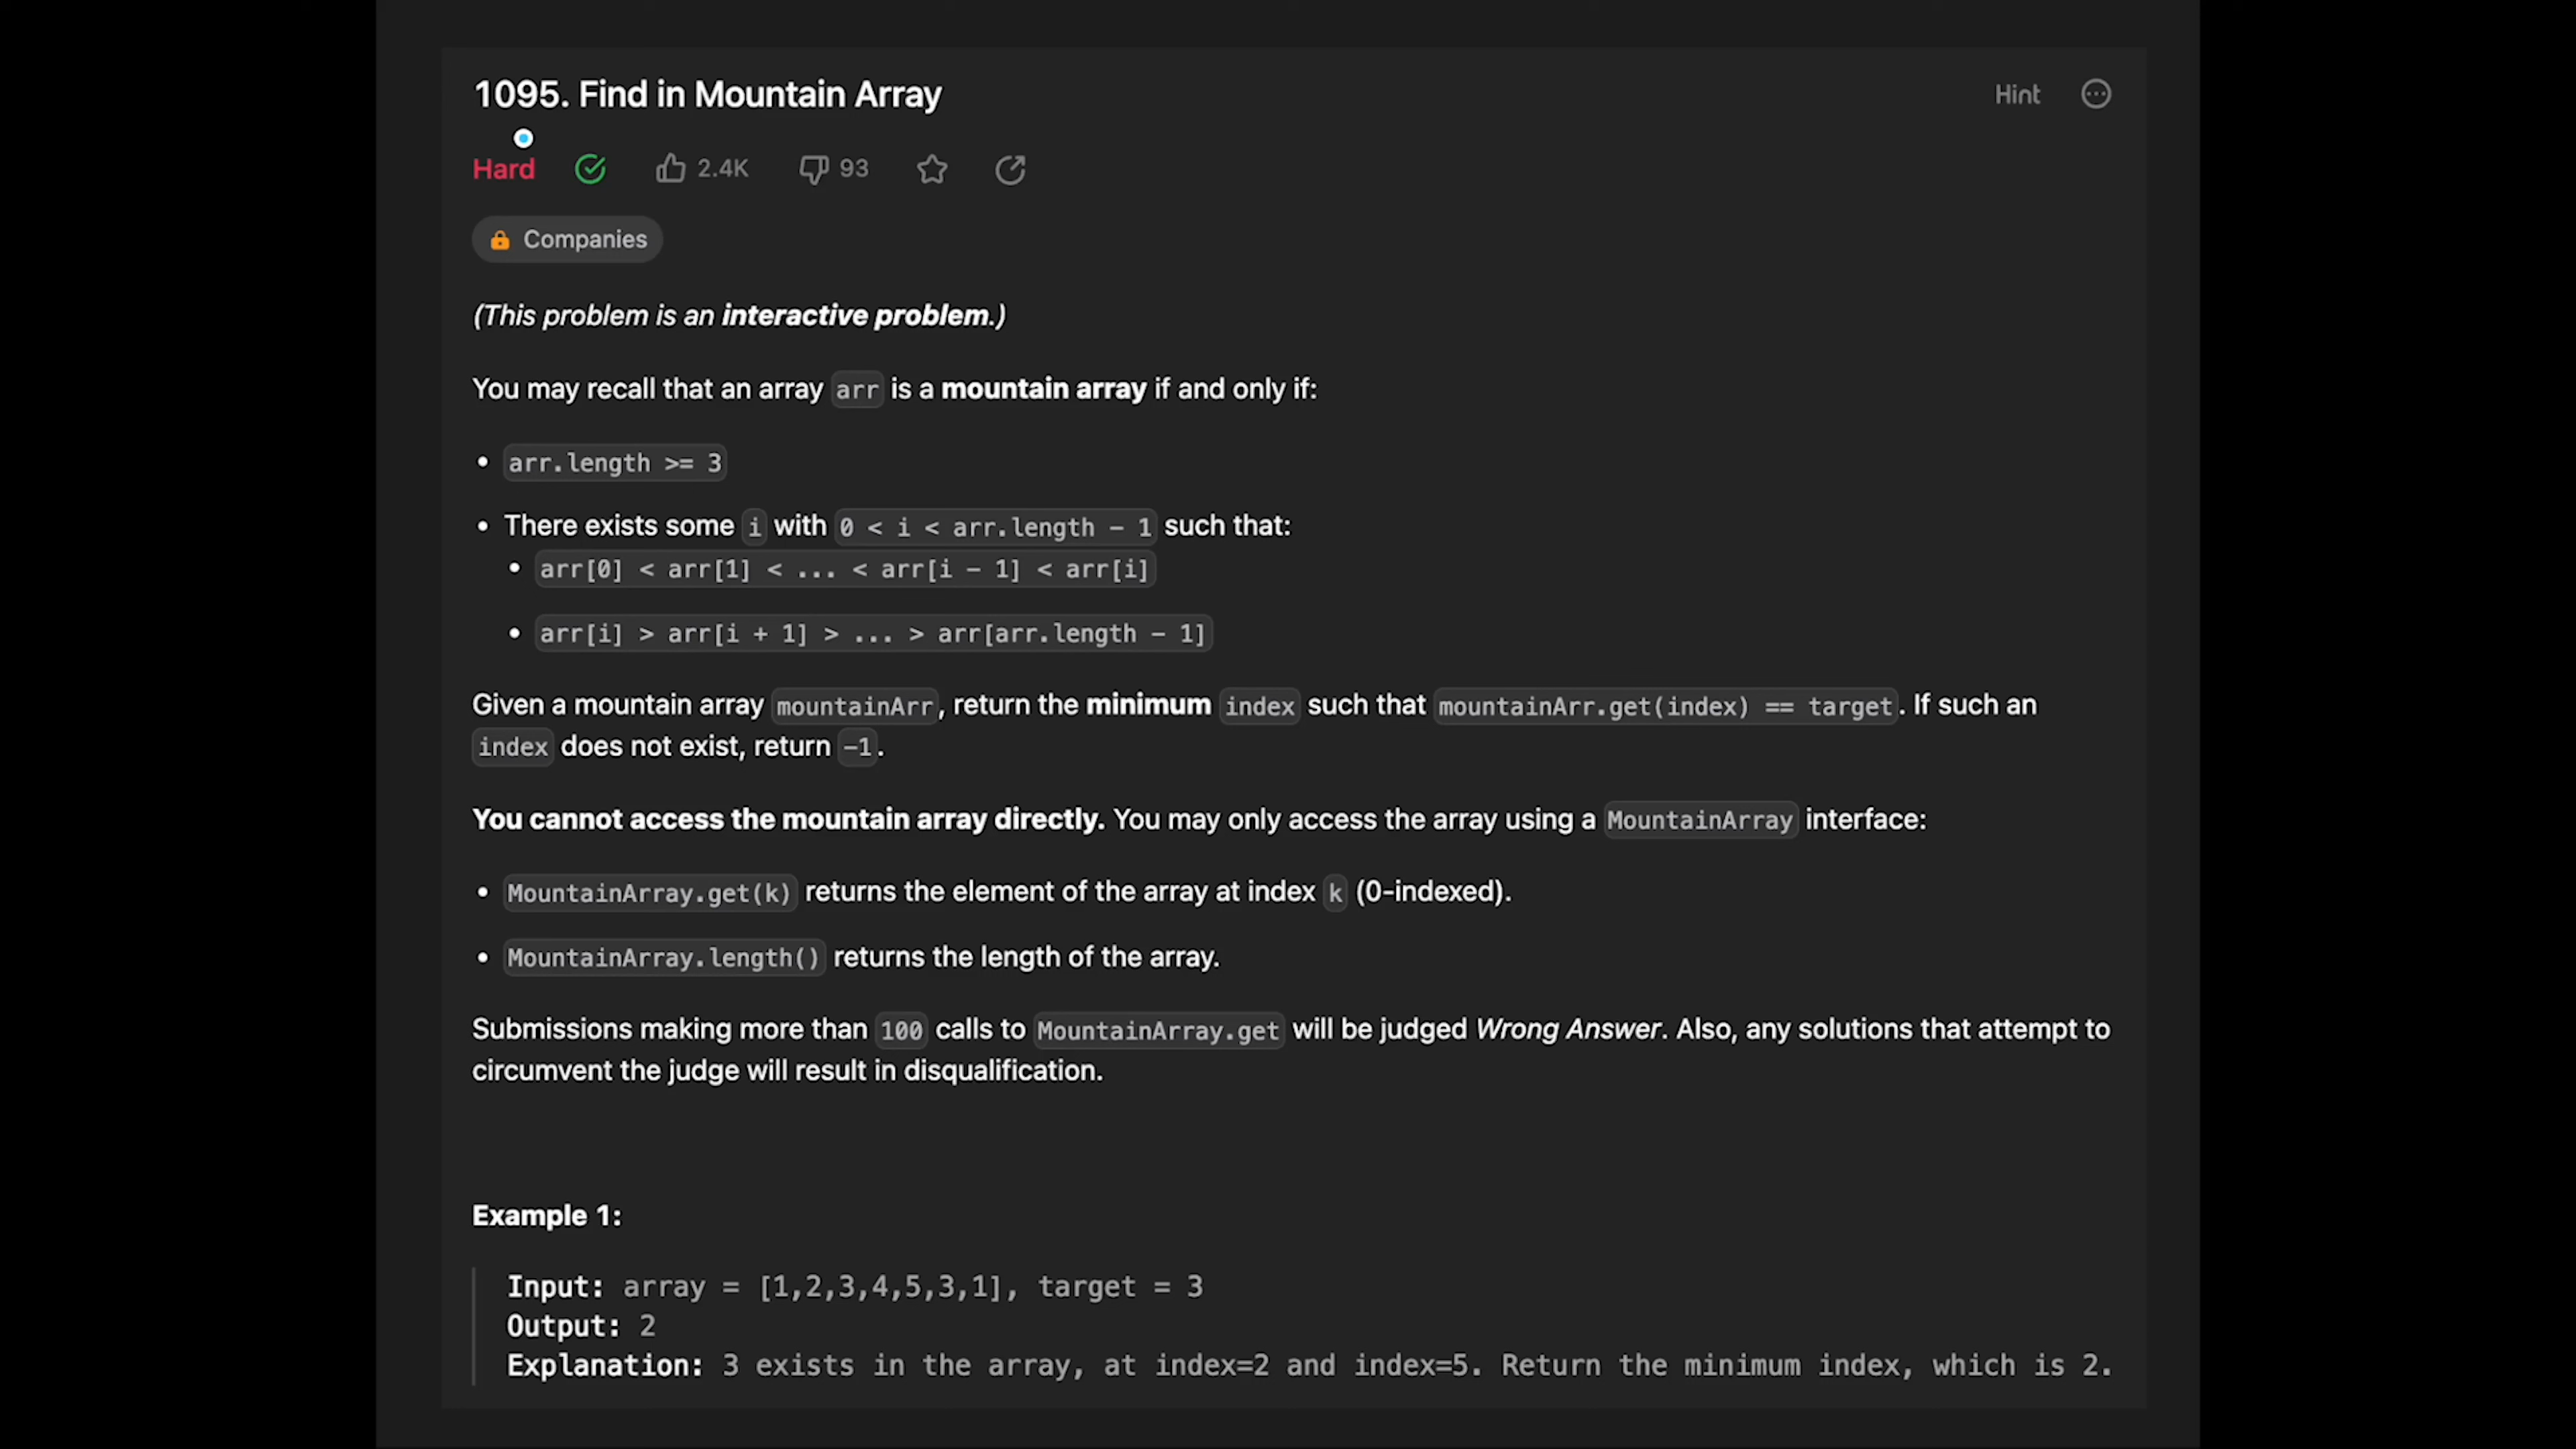 1095. Find in Mountain Array
Hint
Hard
2.4K
93
Companies
(This problem is an interactive problem.)
You may recall that an array arr is a mountain array if and only if:
• arr.length >= 3
• There exists some i with 0 < i < arr.length - 1 such that:
• arr[0] < arr[1] < ... < arr[i - 1] < arr[i]
• arr[i] > arr[i + 1] > ... > arr[arr.length - 1]
Given a mountain array mountainArr, return the minimum index such that mountainArr.get(index) == target. If such an
index does not exist, return -1.
You cannot access the mountain array directly. You may only access the array using a MountainArray interface:
• MountainArray.get(k) returns the element of the array at index k (0-indexed).
• MountainArray.length() returns the length of the array.
Submissions making more than 100 calls to MountainArray.get will be judged Wrong Answer. Also, any solutions that attempt to
circumvent the judge will result in disqualification.
Example 1:
Input: array = [1,2,3,4,5,3,1], target = 3
Output: 2
Explanation: 3 exists in the array, at index=2 and index=5. Return the minimum index, which is 2.